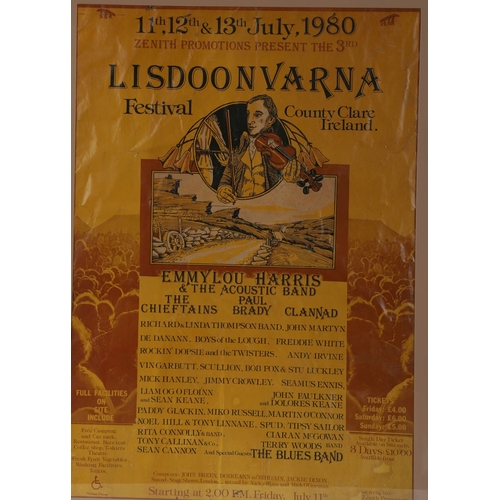 11th, 12th & 13th July, 1980
ZENITH PROMOTIONS PRESENT THE 3RD
LISDOONVARNA
Festival
County Clare
Ireland.
EMMYLOU HARRIS
& THE ACOUSTIC BAND
THE CHIEFTAINS
PAUL BRADY
CLANNAD
RICHARD & LINDA THOMPSON BAND, JOHN MARTYN
DE DANANN, BOYS of the LOUGH, FREDDIE WHITE
ROCKIN' DOPSIE and the TWISTERS, ANDY IRVINE
VIN GARBUTT, SCULLION, BOB FOX & STU LUCKLEY
MICK HANLEY, JIMMY CROWLEY, SEAMUS ENNIS,
LIAM OG O FLOINN
and SEAN KEANE,
JOHN FAULKNER
and DOLORES KEANE
PADDY GLACKIN, MIKO RUSSELL, MARTIN O'CONNOR
NOEL HILL & TONY LINNANE, SPUD, TIPSY SAILOR
RITA CONNOLLY & BAND,
CIARAN McGOWAN
TONY CALLINAN & Co.,
TERRY WOODS BAND
SEAN CANNON
And Special Guests THE BLUES BAND
FULL FACILITIES
ON
SITE
INCLUDE
TICKETS
Friday: £4.00
Saturday: £6.00
Sunday: £5.00
Starting at 2.00 P.M. Friday, July 11th